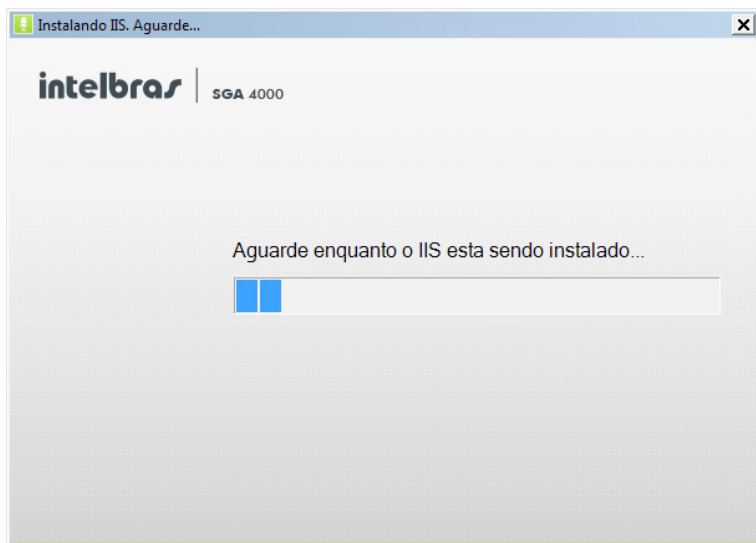 Instalando IIS. Aguarde...
intelbras
SGA 4000
Aguarde enquanto o IIS esta sendo instalado...